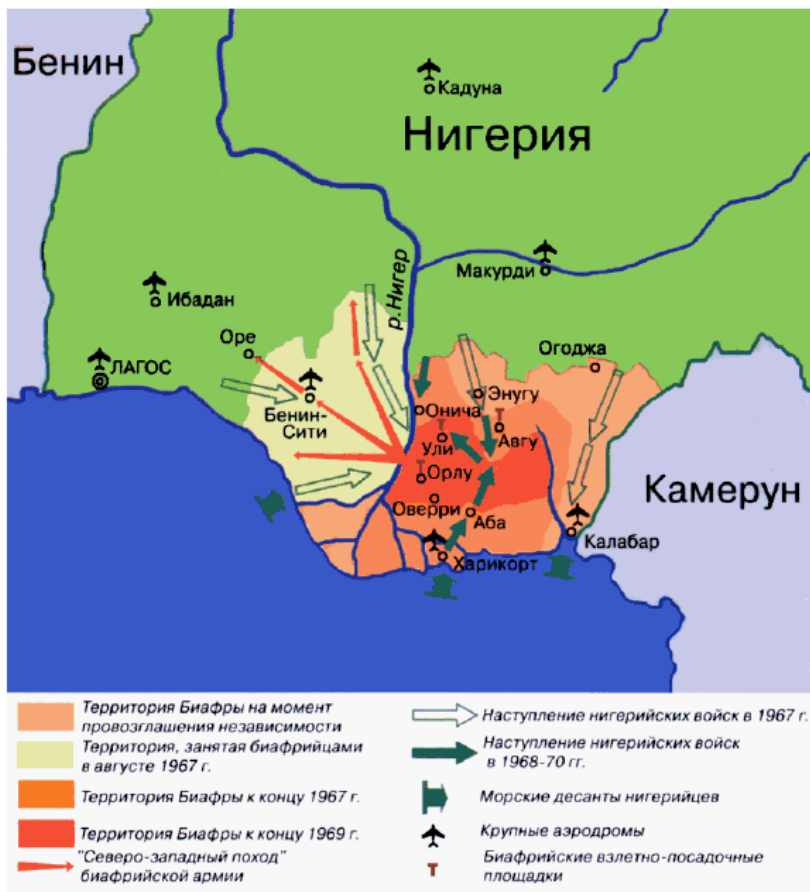 Бенин
Кадуна
Нигерия
р.Нигер
Макурди
Ибадан
Оре
Огоджа
ЛАГОС
Энугу
Бенин-
Сити
Онича
Авгу
Ули
Орлу
Камерун
Оверри
Аба
Калабар
Харикорт
Территория Биафры на момент
провозглашения независимости
Территория, занятая биафрийцами
в августе 1967 г.
Территория Биафры к концу 1967 г.
Территория Биафры к концу 1969 г.
"Северо-западный поход"
биафрийской армии
Наступление нигерийских войск в 1967 г.
Наступление нигерийских войск
в 1968-70 гг.
Морские десанты нигерийцев
Крупные аэродромы
Биафрийские взлетно-посадочные
площадки